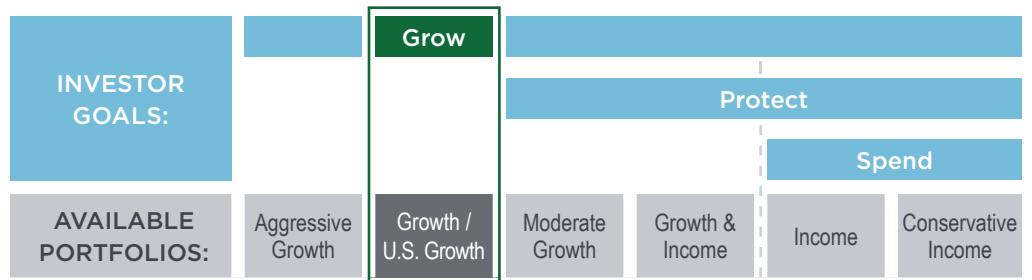 Grow
INVESTOR
GOALS:
Protect
Spend
AVAILABLE
PORTFOLIOS:
Aggressive
Growth
Growth /
U.S. Growth
Moderate
Growth
Growth &
Income
Income
Conservative
Income